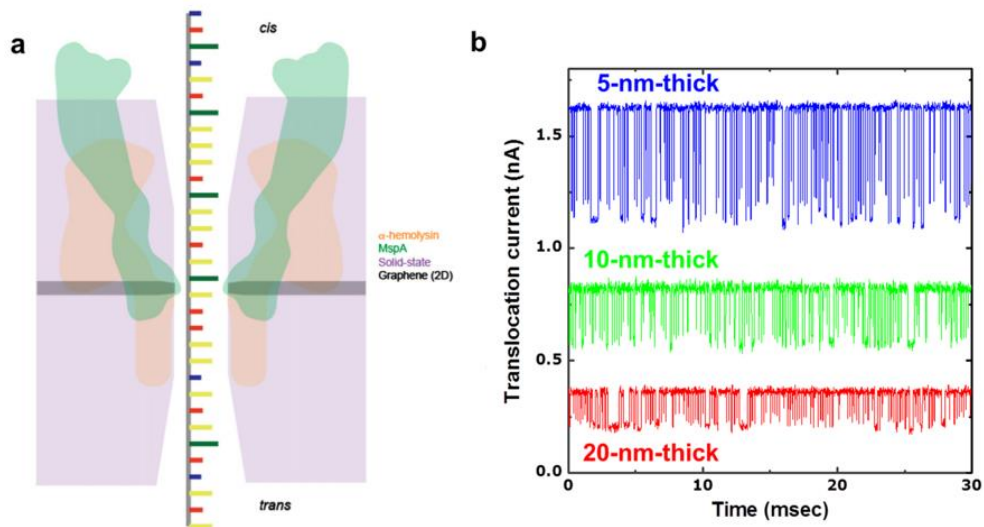 a
cis
α-hemolysin
MspA
Solid-state
Graphene (2D)
trans
b
Translocation current (nA)
1.5
1.0
0.5
0.0
5-nm-thick
10-nm-thick
20-nm-thick
0
10
20
30
Time (msec)